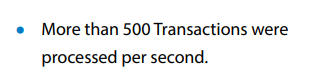 • More than 500 Transactions were
processed per second.